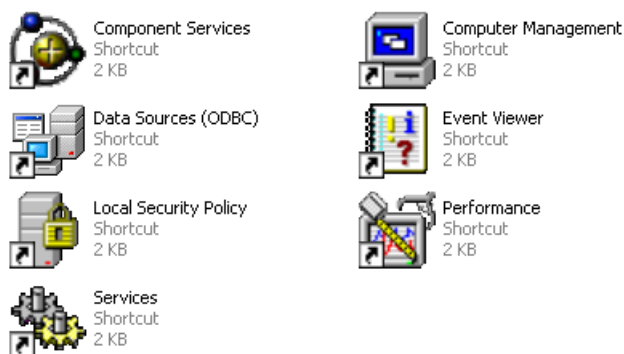 Component Services
Shortcut
2 KB
Computer Management
Shortcut
2 KB
Data Sources (ODBC)
Shortcut
2 KB
Event Viewer
Shortcut
2 KB
Local Security Policy
Shortcut
2 KB
Performance
Shortcut
2 KB
Services
Shortcut
2 KB